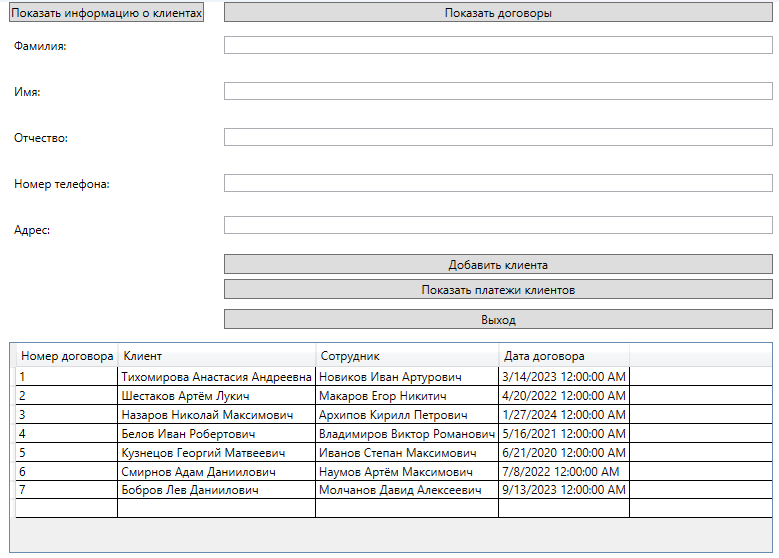 Показать информацию о клиентах Показать договоры
Фамилия:
Имя:
Отчество:
Номер телефона:
Адрес:
Добавить клиента
Показать платежи клиентов
Выход
Номер договора Клиент Сотрудник Дата договора
1 Тихомирова Анастасия Андреевна Новиков Иван Артурович 3/14/2023 12:00:00 AM
2 Шестаков Артём Лукич Макаров Егор Никитич 4/20/2022 12:00:00 AM
3 Назаров Николай Максимович Архипов Кирилл Петрович 1/27/2024 12:00:00 AM
4 Белов Иван Робертович Владимиров Виктор Романович 5/16/2021 12:00:00 AM
5 Кузнецов Георгий Матвеевич Иванов Степан Максимович 6/21/2020 12:00:00 AM
6 Смирнов Адам Даниилович Наумов Артём Максимович 7/8/2022 12:00:00 AM
7 Бобров Лев Даниилович Молчанов Давид Алексеевич 9/13/2023 12:00:00 AM